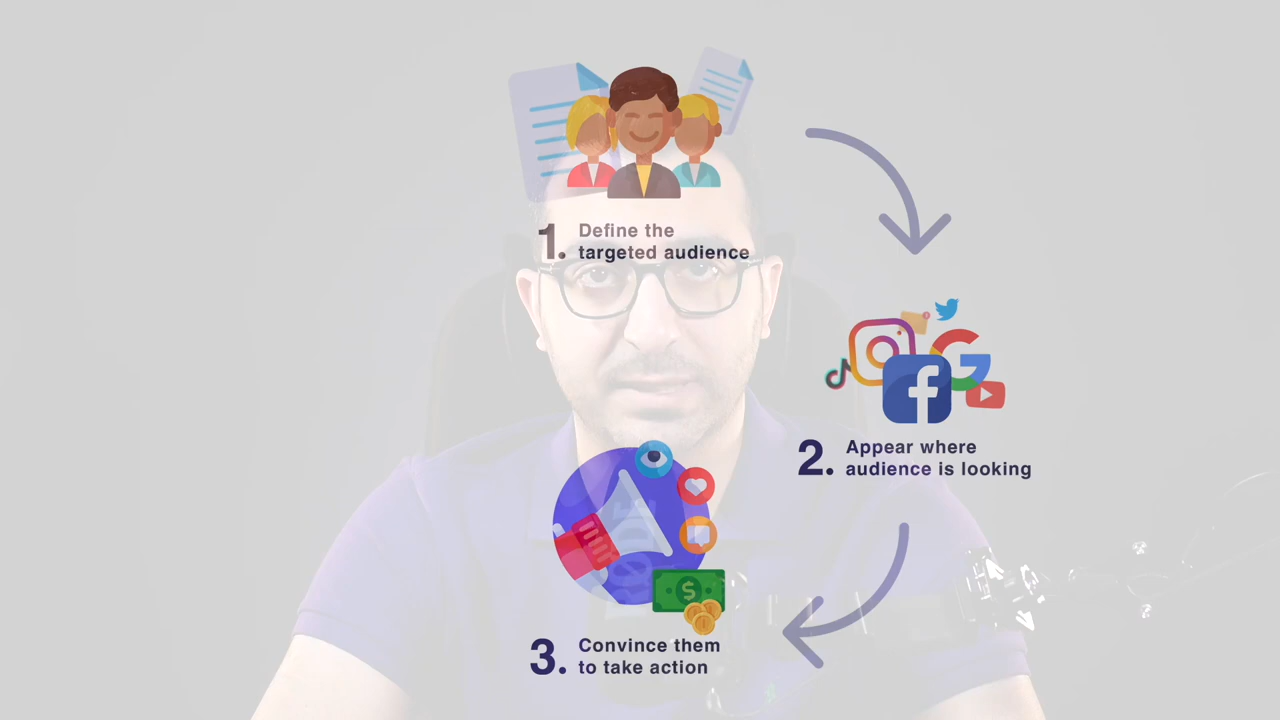 1. Define the
targeted audience
2. Appear where
audience is looking
3. Convince them
to take action